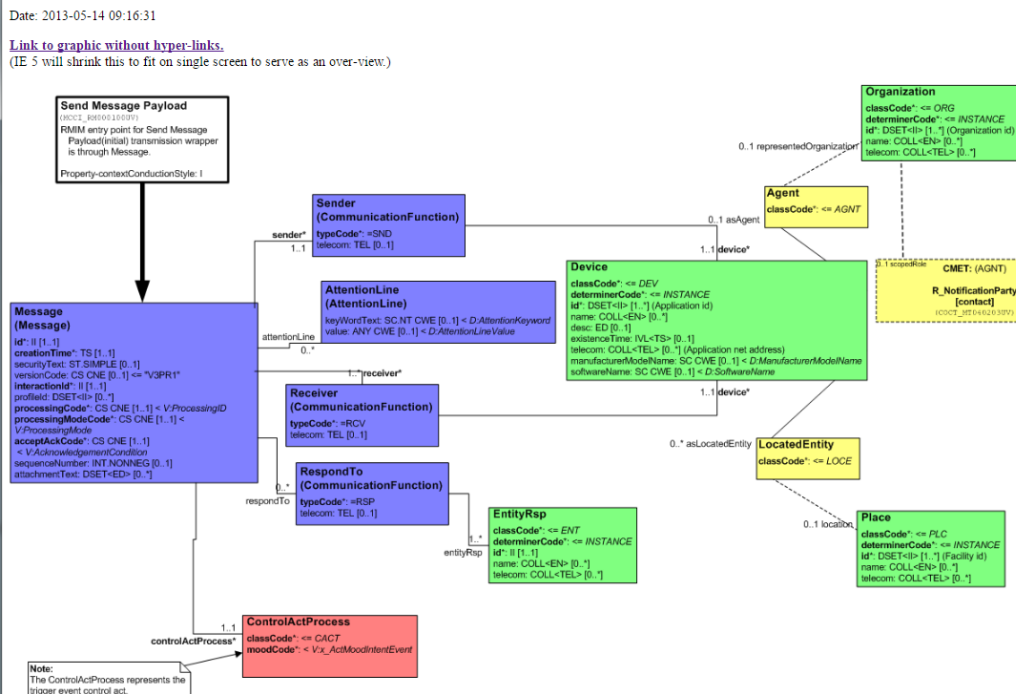 Date: 2013-05-14 09:16:31
Link to graphic without hyper-links.
(IE 5 will shrink this to fit on single screen to serve as an over-view.)
Send Message Payload
(MCCI_RM000100UV)
RMIM entry point for Send Message
Payload(initial) transmission wrapper
is through Message.
Property-contextConductionStyle: I
Organization
classCode*: <= ORG
determinerCode*: <= INSTANCE
id*: DSET<II> [1..*] (Organization id)
name: COLL<EN> [0..*]
telecom: COLL<TEL> [0..*]
0..1 representedOrganization
Agent
classCode*: <= AGNT
0..1 asAgent
Sender
(CommunicationFunction)
typeCode*: =SND
telecom: TEL [0..1]
sender*
1..1
1..1 device*
0..1 scopedRole
CMET: (AGNT)
R_NotificationParty
[contact]
Device
classCode*: <= DEV
determinerCode*: <= INSTANCE
id*: DSET<II> [1..*] (Application id)
name: COLL<EN> [0..*]
desc: ED [0..1]
existenceTime: IVL<TS> [0..1]
telecom: COLL<TEL> [0..*] (Application net address)
manufacturerModelName: SC CWE [0..1] < D:ManufacturerModelName
softwareName: SC CWE [0..1] < D:SoftwareName
AttentionLine
(AttentionLine)
keyWordText: SC.NT CWE [0..1] < D:AttentionKeyword
value: ANY CWE [0..1] < D:AttentionLineValue
attentionLine
0..*
Message
(Message)
id*: II [1..1]
creationTime*: TS [1..1]
securityText: ST.SIMPLE [0..1]
versionCode: CS CNE [0..1] <= "V3PR1"
interactionId*: II [1..1]
profileId: DSET<II> [0..*]
processingCode*: CS CNE [1..1] < V:ProcessingID
processingModeCode*: CS CNE [1..1] <
V:ProcessingMode
acceptAckCode*: CS CNE [1..1]
< V:AcknowledgementCondition
sequenceNumber: INT.NONNEG [0..1]
attachmentText: DSET<ED> [0..*]
1..* receiver*
Receiver
(CommunicationFunction)
typeCode*: =RCV
telecom: TEL [0..1]
1..1 device*
0..* asLocatedEntity
LocatedEntity
classCode*: <= LOCE
RespondTo
(CommunicationFunction)
typeCode*: =RSP
telecom: TEL [0..1]
0..*
respondTo
EntityRsp
classCode*: <= ENT
determinerCode*: <= INSTANCE
id*: II [1..1]
name: COLL<EN> [0..*]
telecom: COLL<TEL> [0..*]
1..*
entityRsp
0..1 location
Place
classCode*: <= PLC
determinerCode*: <= INSTANCE
id*: DSET<II> [1..*] (Facility id)
name: COLL<EN> [0..*]
telecom: COLL<TEL> [0..*]
1..1
controlActProcess*
ControlActProcess
classCode*: <= CACT
moodCode*: < V:x_ActMoodIntentEvent
Note:
The ControlActProcess represents the
trigger event control act.